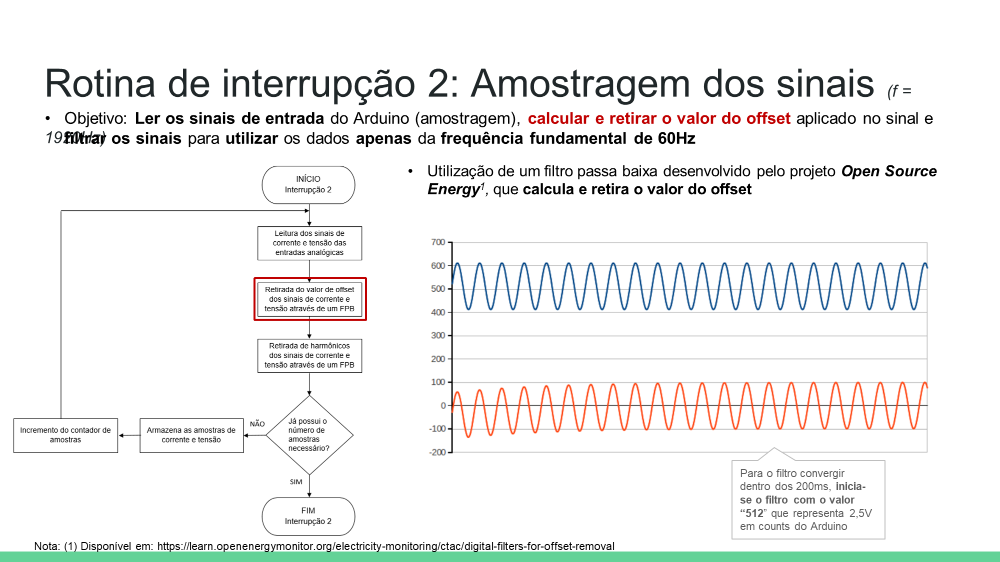 Rotina de interrupção 2: Amostragem dos sinais (f =
1920Hz)
• Objetivo: Ler os sinais de entrada do Arduino (amostragem), calcular e retirar o valor do offset aplicado no sinal e
filtrar os sinais para utilizar os dados apenas da frequência fundamental de 60Hz
• Utilização de um filtro passa baixa desenvolvido pelo projeto Open Source
Energy1, que calcula e retira o valor do offset
INÍCIO
Interrupção 2
Leitura dos sinais de
corrente e tensão das
entradas analógicas
Retirada do valor de offset
dos sinais de corrente e
tensão através de um FPB
Retirada de harmônicos
dos sinais de corrente e
tensão através de um FPB
Já possui o
número de
amostras
necessário?
NÃO
Armazena as amostras de
corrente e tensão
Incremento do contador de
amostras
SIM
FIM
Interrupção 2
700
600
500
400
300
200
100
0
-100
-200
Para o filtro convergir
dentro dos 200ms, inicia-
se o filtro com o valor
“512” que representa 2,5V
em counts do Arduino
Nota: (1) Disponível em: https://learn.openenergymonitor.org/electricity-monitoring/ctac/digital-filters-for-offset-removal